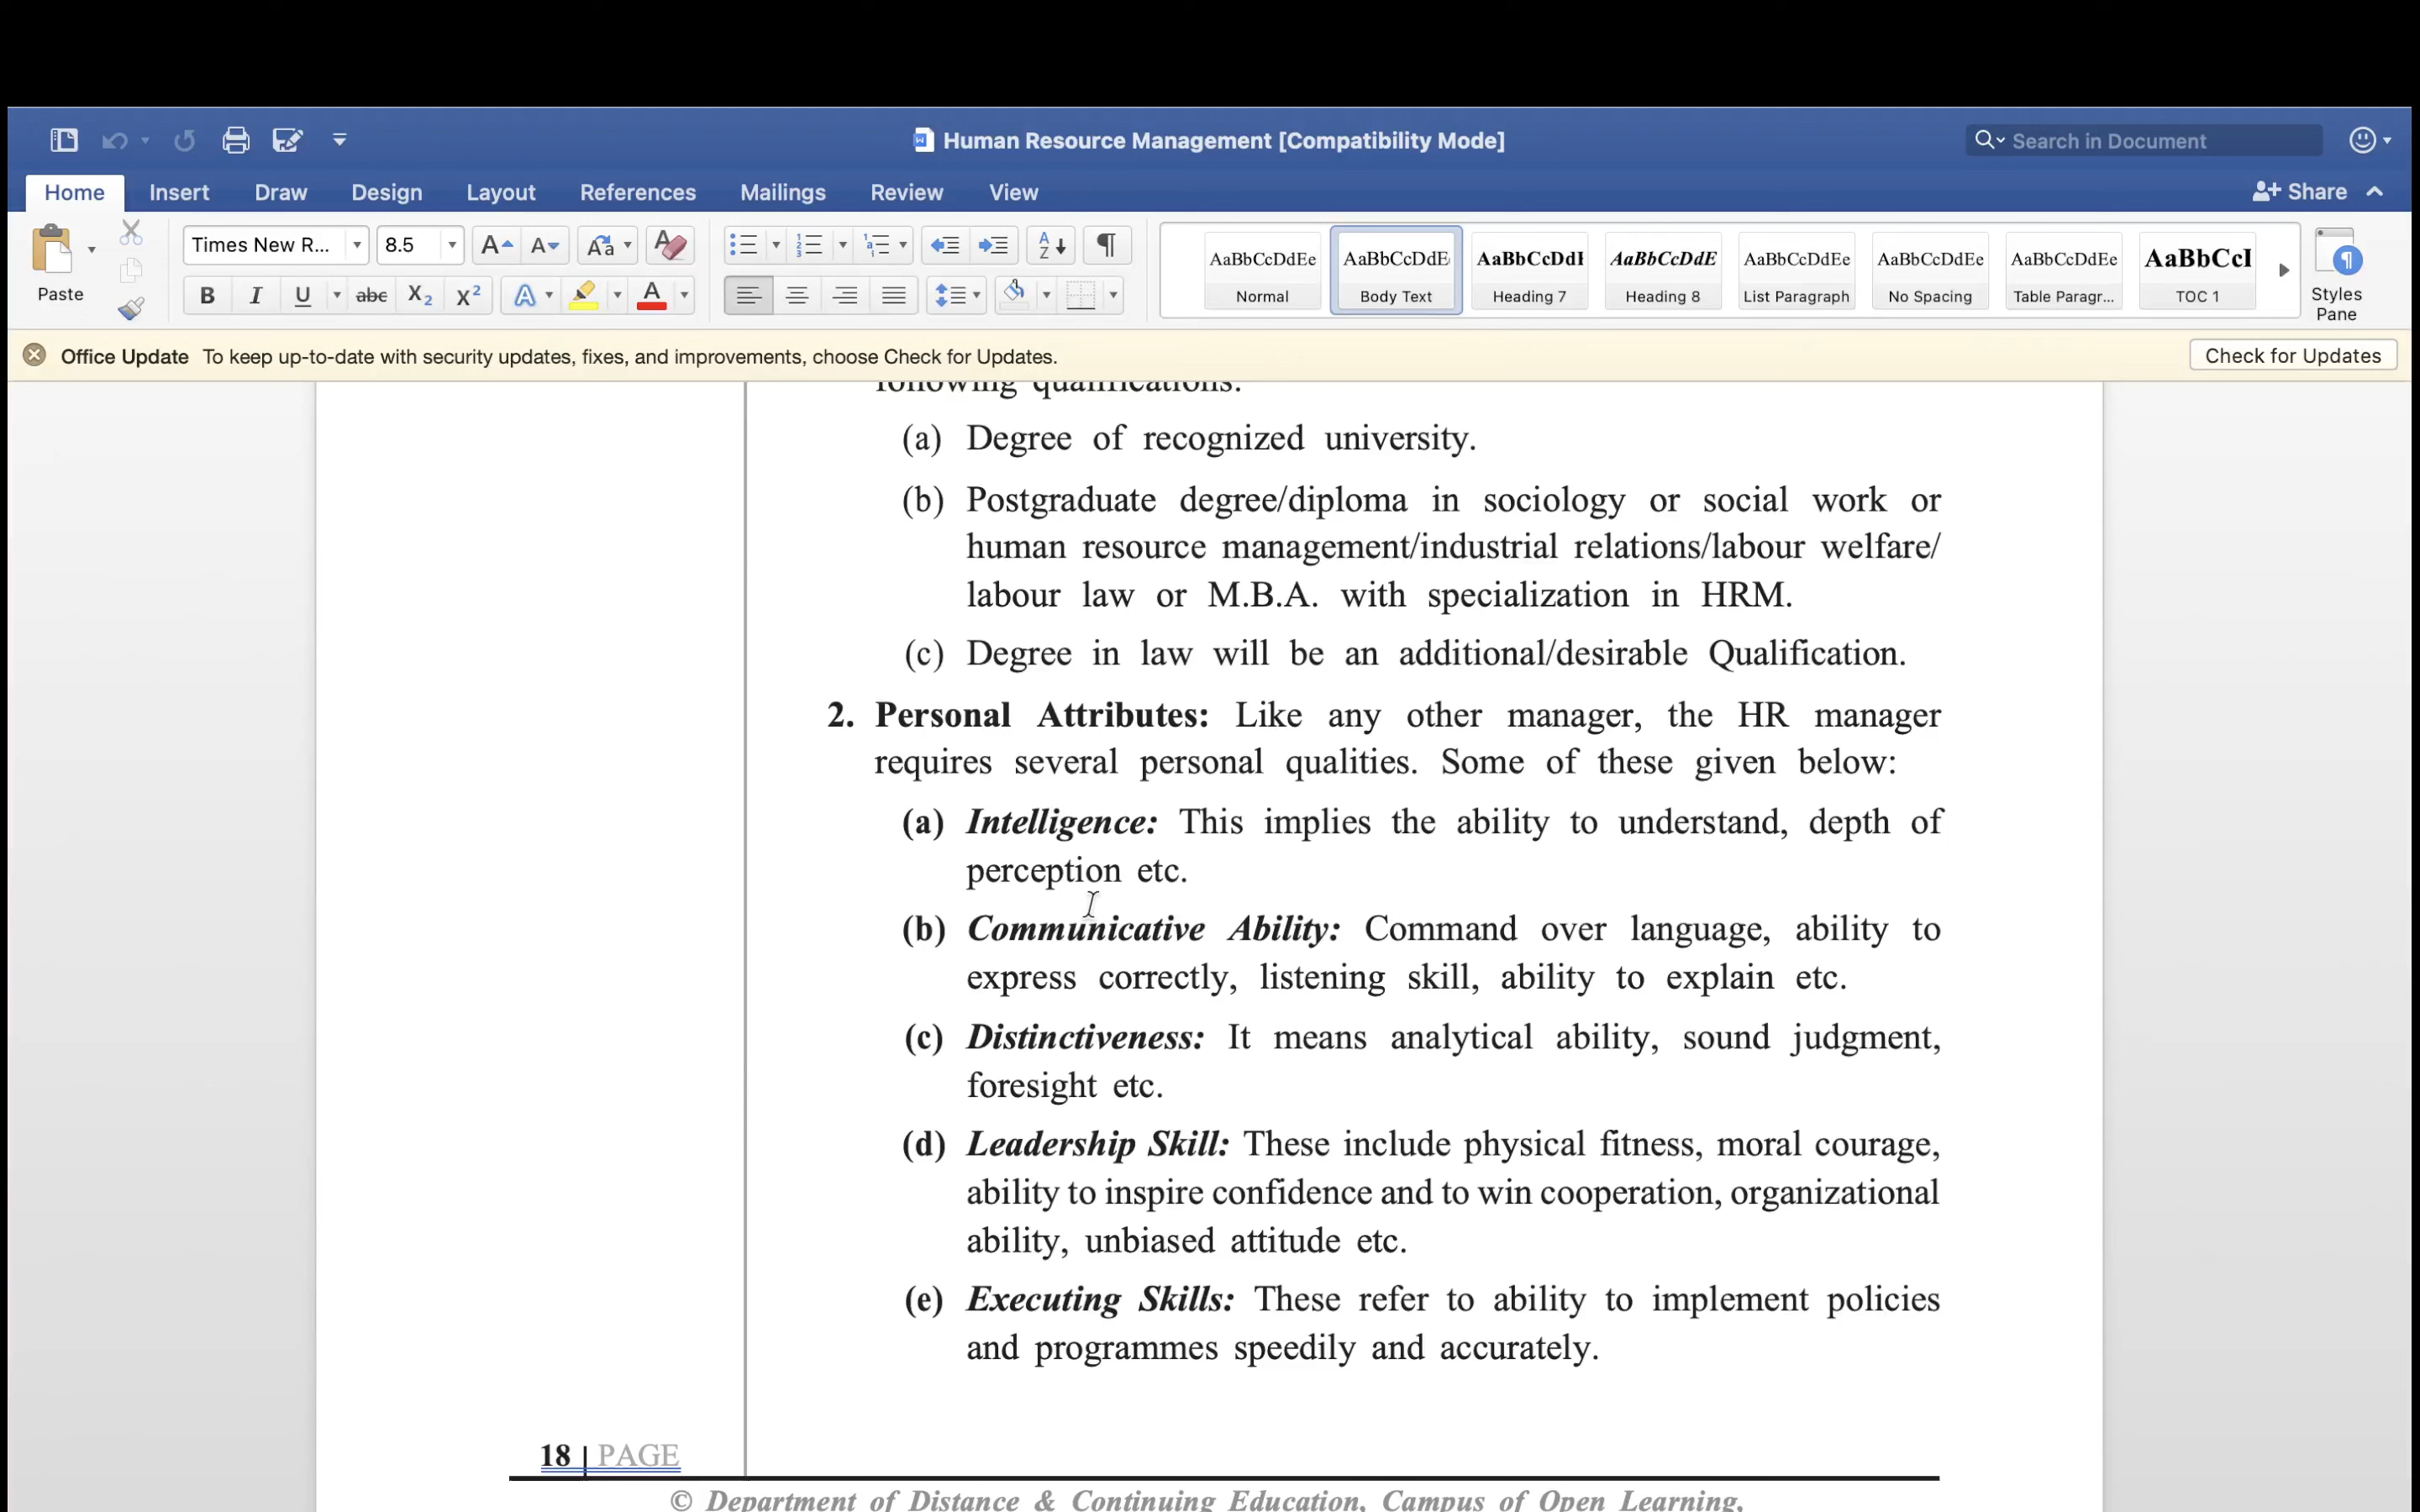 Human Resource Management [Compatibility Mode]
Search in Document
Home Insert Draw Design Layout References Mailings Review View
Share
Paste
Times New R... 8.5
AaBbCcDdEe AaBbCcDdE AaBbCcDdI AaBbCcDdE AaBbCcDdEe AaBbCcDdEe AaBbCcDdEe AaBbCcI
Normal Body Text Heading 7 Heading 8 List Paragraph No Spacing Table Paragr... TOC 1
Styles
Pane
Office Update To keep up-to-date with security updates, fixes, and improvements, choose Check for Updates.
Check for Updates
following qualifications.
(a) Degree of recognized university.
(b) Postgraduate degree/diploma in sociology or social work or
human resource management/industrial relations/labour welfare/
labour law or M.B.A. with specialization in HRM.
(c) Degree in law will be an additional/desirable Qualification.
2. Personal Attributes: Like any other manager, the HR manager
requires several personal qualities. Some of these given below:
(a) Intelligence: This implies the ability to understand, depth of
perception etc.
(b) Communicative Ability: Command over language, ability to
express correctly, listening skill, ability to explain etc.
(c) Distinctiveness: It means analytical ability, sound judgment,
foresight etc.
(d) Leadership Skill: These include physical fitness, moral courage,
ability to inspire confidence and to win cooperation, organizational
ability, unbiased attitude etc.
(e) Executing Skills: These refer to ability to implement policies
and programmes speedily and accurately.
18 | PAGE
© Department of Distance & Continuing Education, Campus of Open Learning,